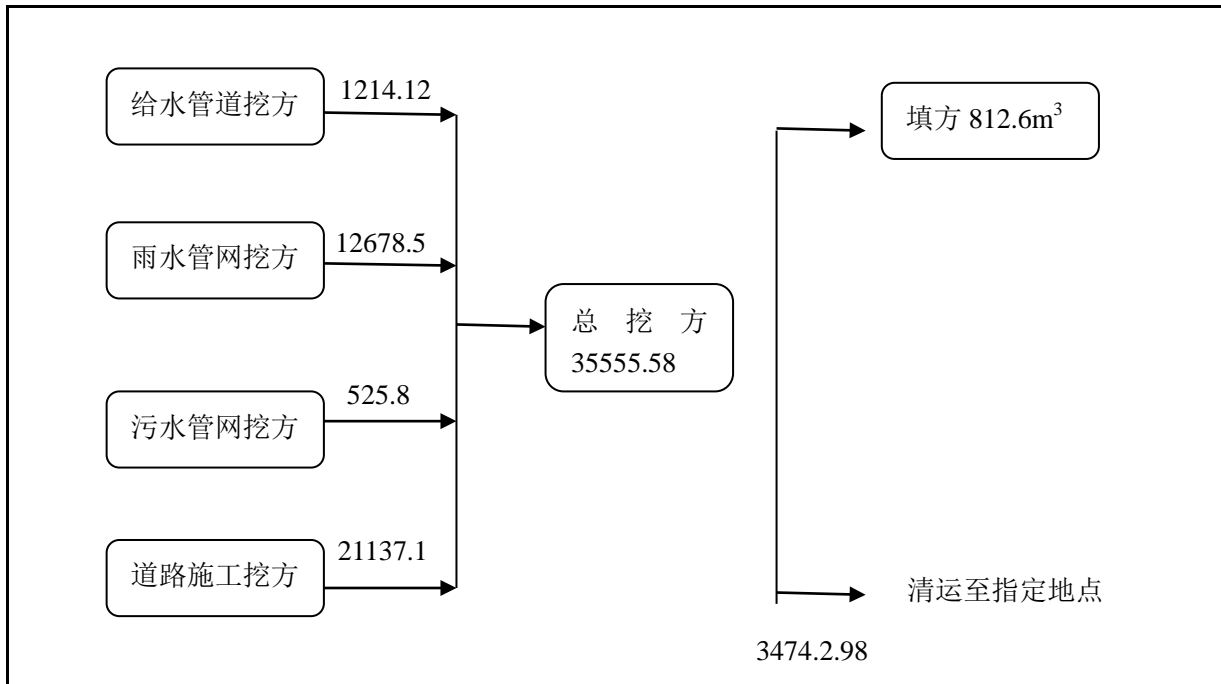 给水管道挖方
1214.12
填方 812.6m³
雨水管网挖方
12678.5
总 挖 方
35555.58
污水管网挖方
525.8
道路施工挖方
21137.1
清运至指定地点
3474.2.98